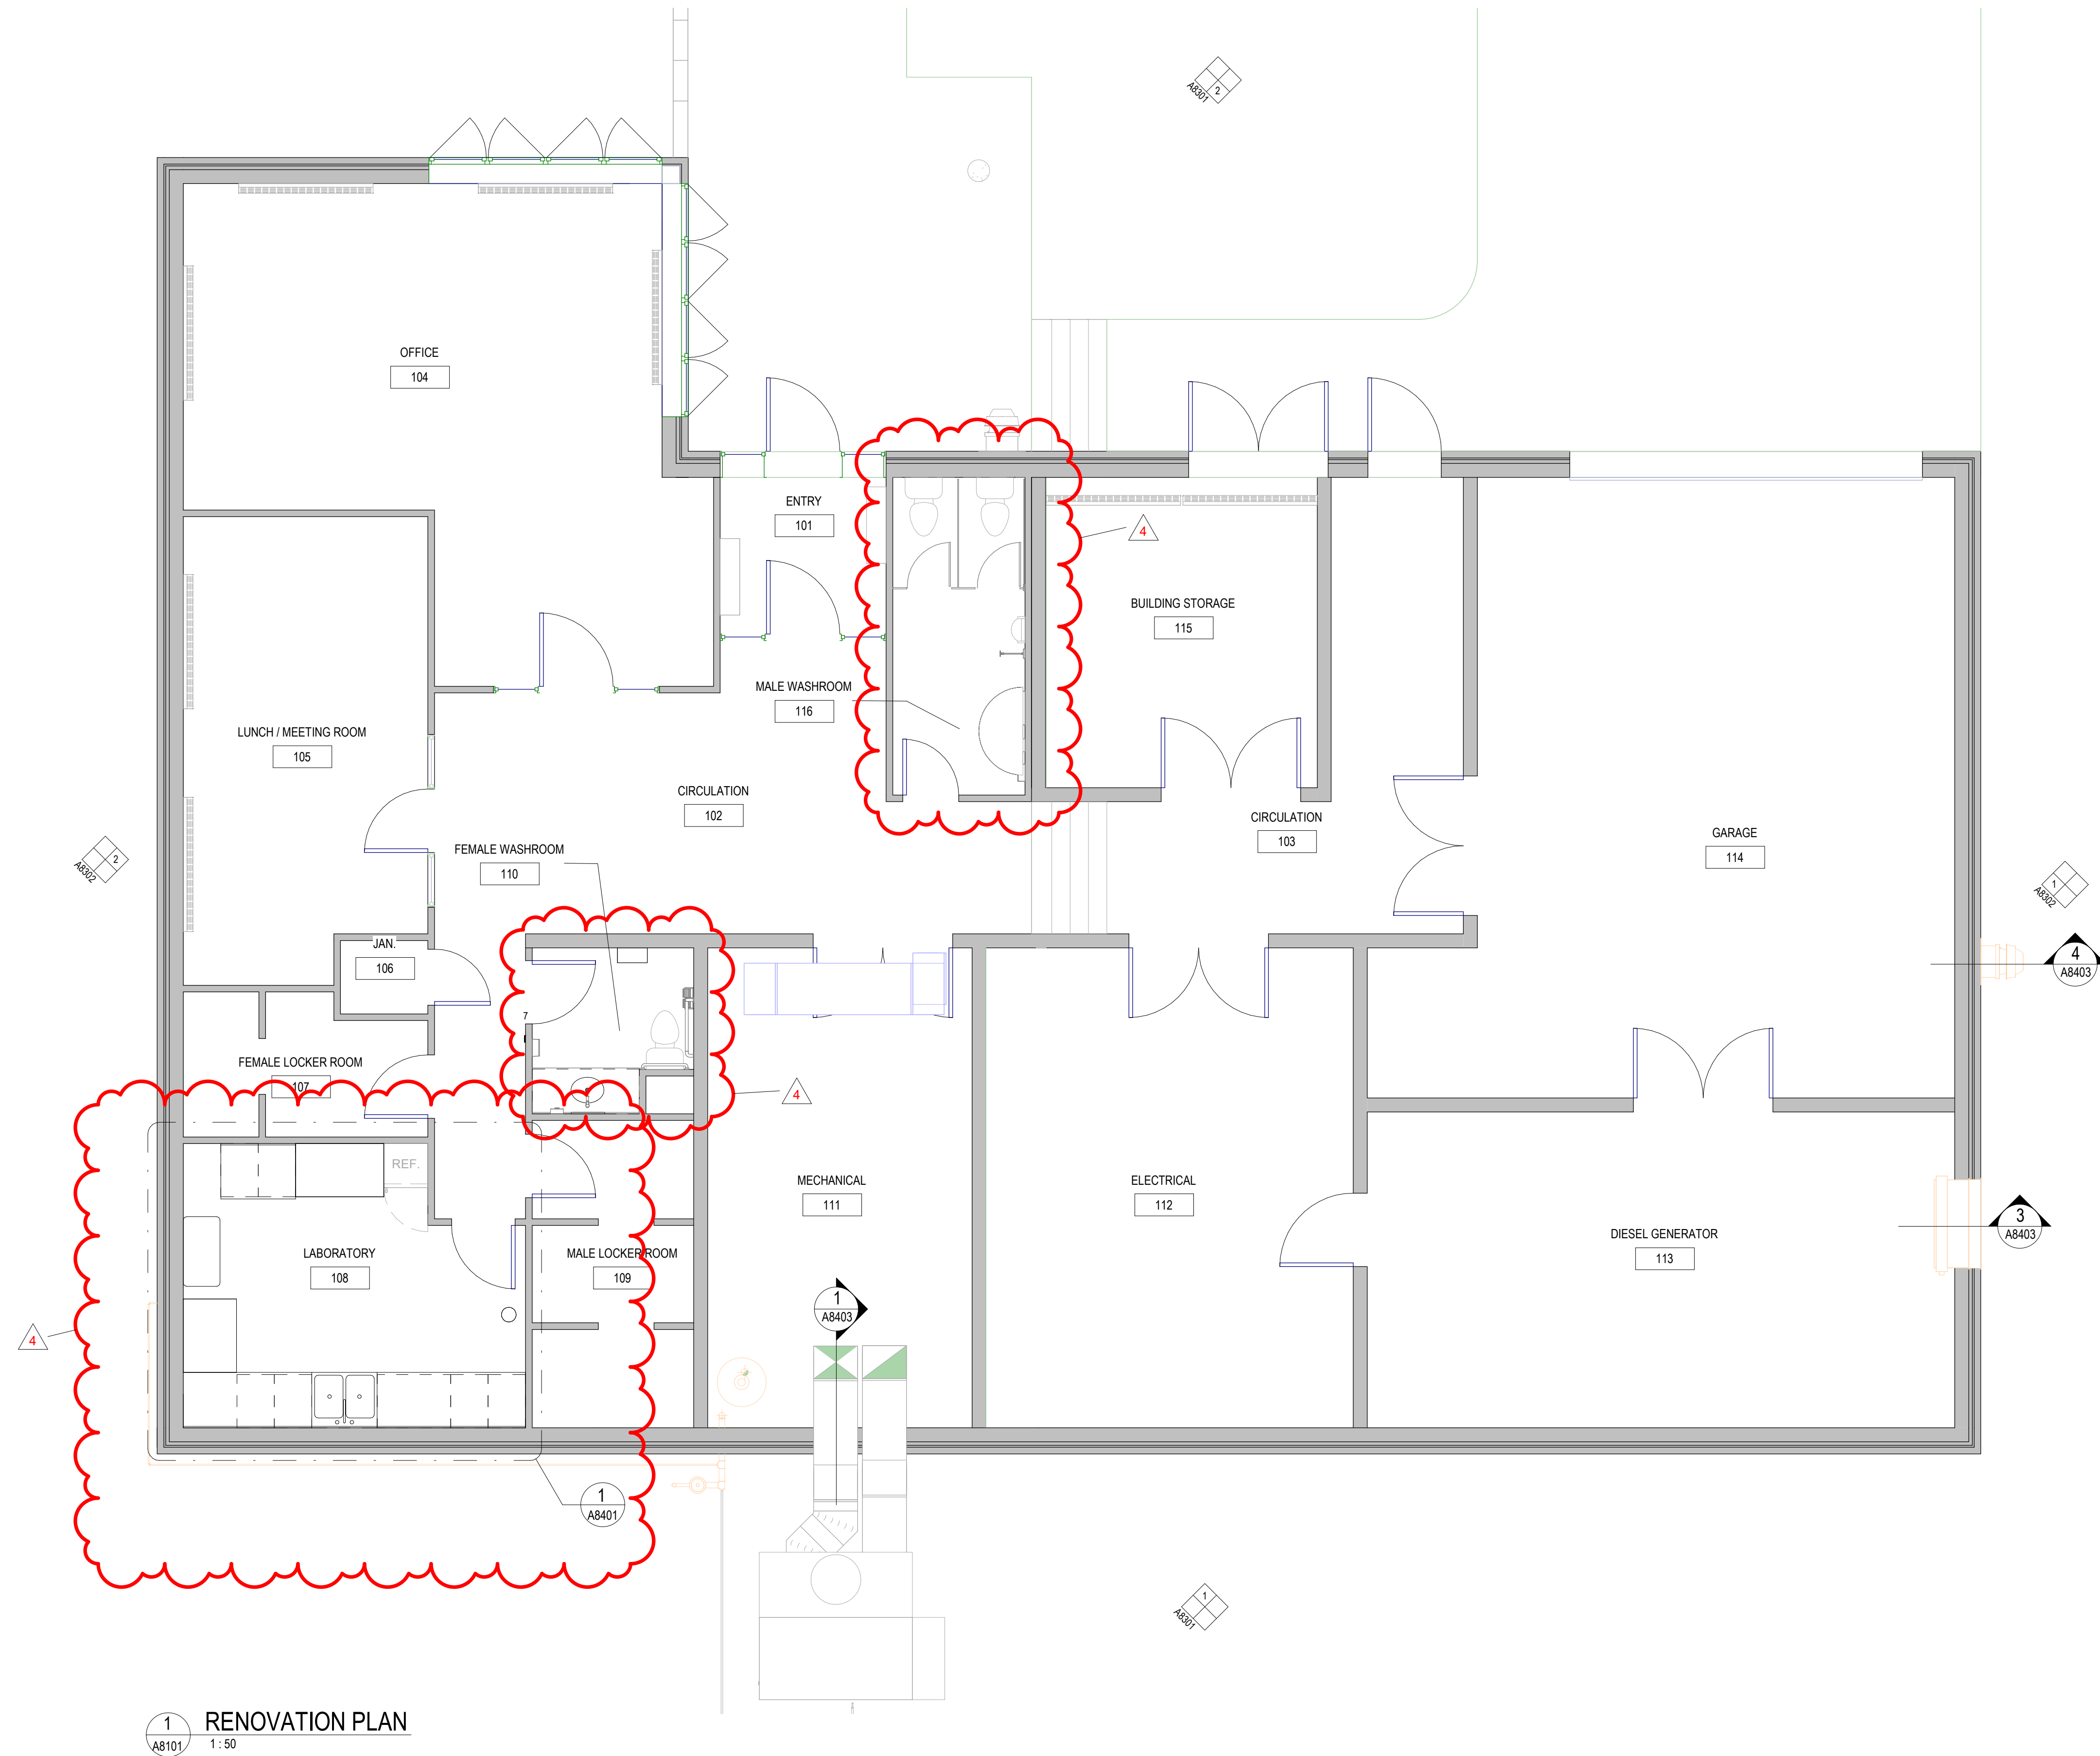 A8301
2
OFFICE
104
ENTRY
101
4
BUILDING STORAGE
115
MALE WASHROOM
116
LUNCH / MEETING ROOM
105
CIRCULATION
102
CIRCULATION
103
GARAGE
114
2
A8302
FEMALE WASHROOM
110
1
A8302
JAN.
106
4
A8403
7
FEMALE LOCKER ROOM
107
4
REF.
MECHANICAL
111
ELECTRICAL
112
3
A8403
DIESEL GENERATOR
113
LABORATORY
108
MALE LOCKER ROOM
109
1
A8403
4
1
A8401
1
A8301
1
A8101
RENOVATION PLAN
1 : 50